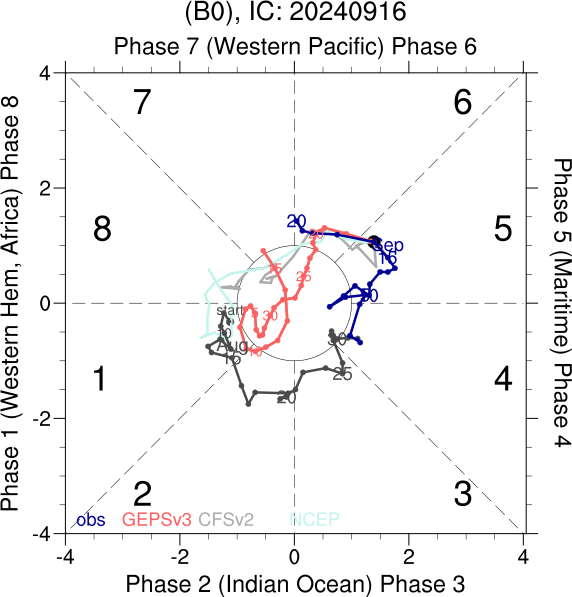 (B0), IC: 20240916
Phase 7 (Western Pacific) Phase 6
Phase 1 (Western Hem, Africa) Phase 8
Phase 5 (Maritime) Phase 4
4
2
0
-2
-4
7
6
8
5
1
4
2
3
20
Sep
15
25
30
10
start
Aug
15
20
25
obs
GEPSv3
CFSv2
NCEP
-4
-2
0
2
4
Phase 2 (Indian Ocean) Phase 3